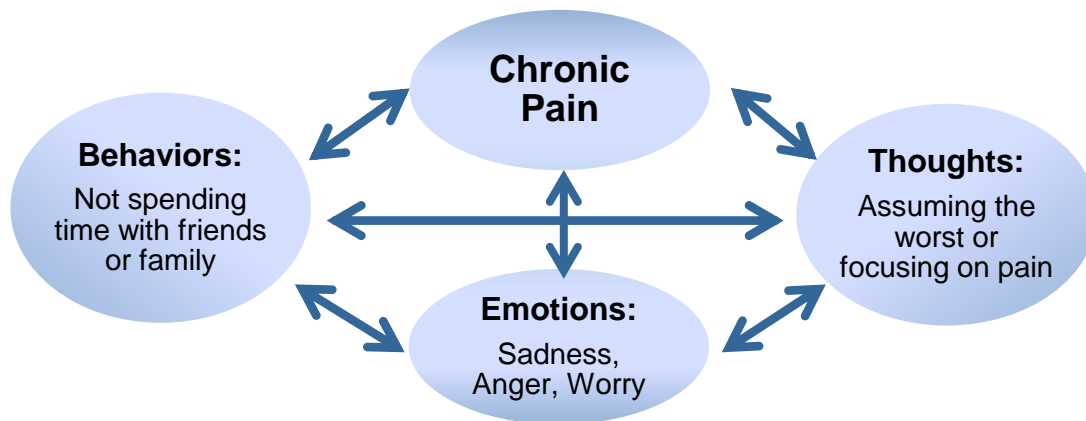 Chronic
Pain
Behaviors:
Not spending
time with friends
or family
Thoughts:
Assuming the
worst or
focusing on pain
Emotions:
Sadness,
Anger, Worry